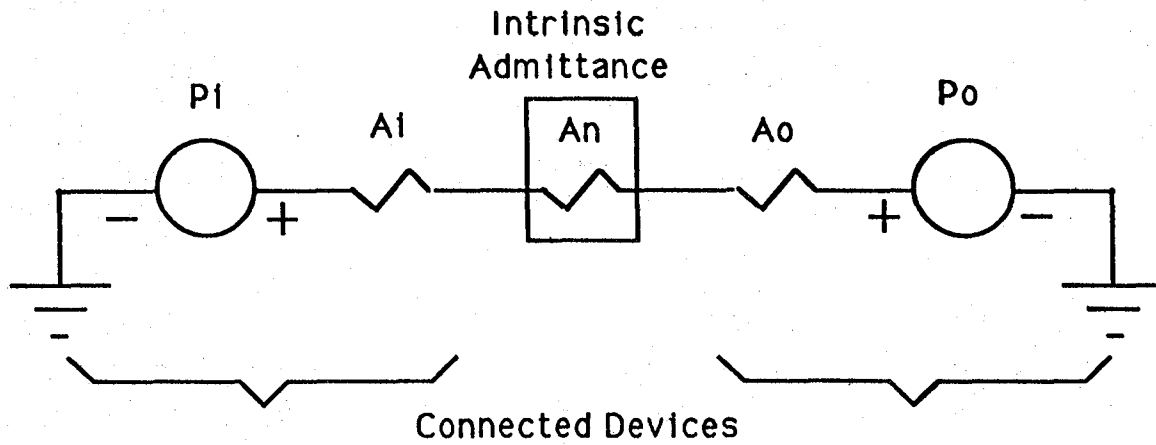 Intrinsic
Admittance
Pi
Ai
An
Ao
Po
− +
+ −
Connected Devices